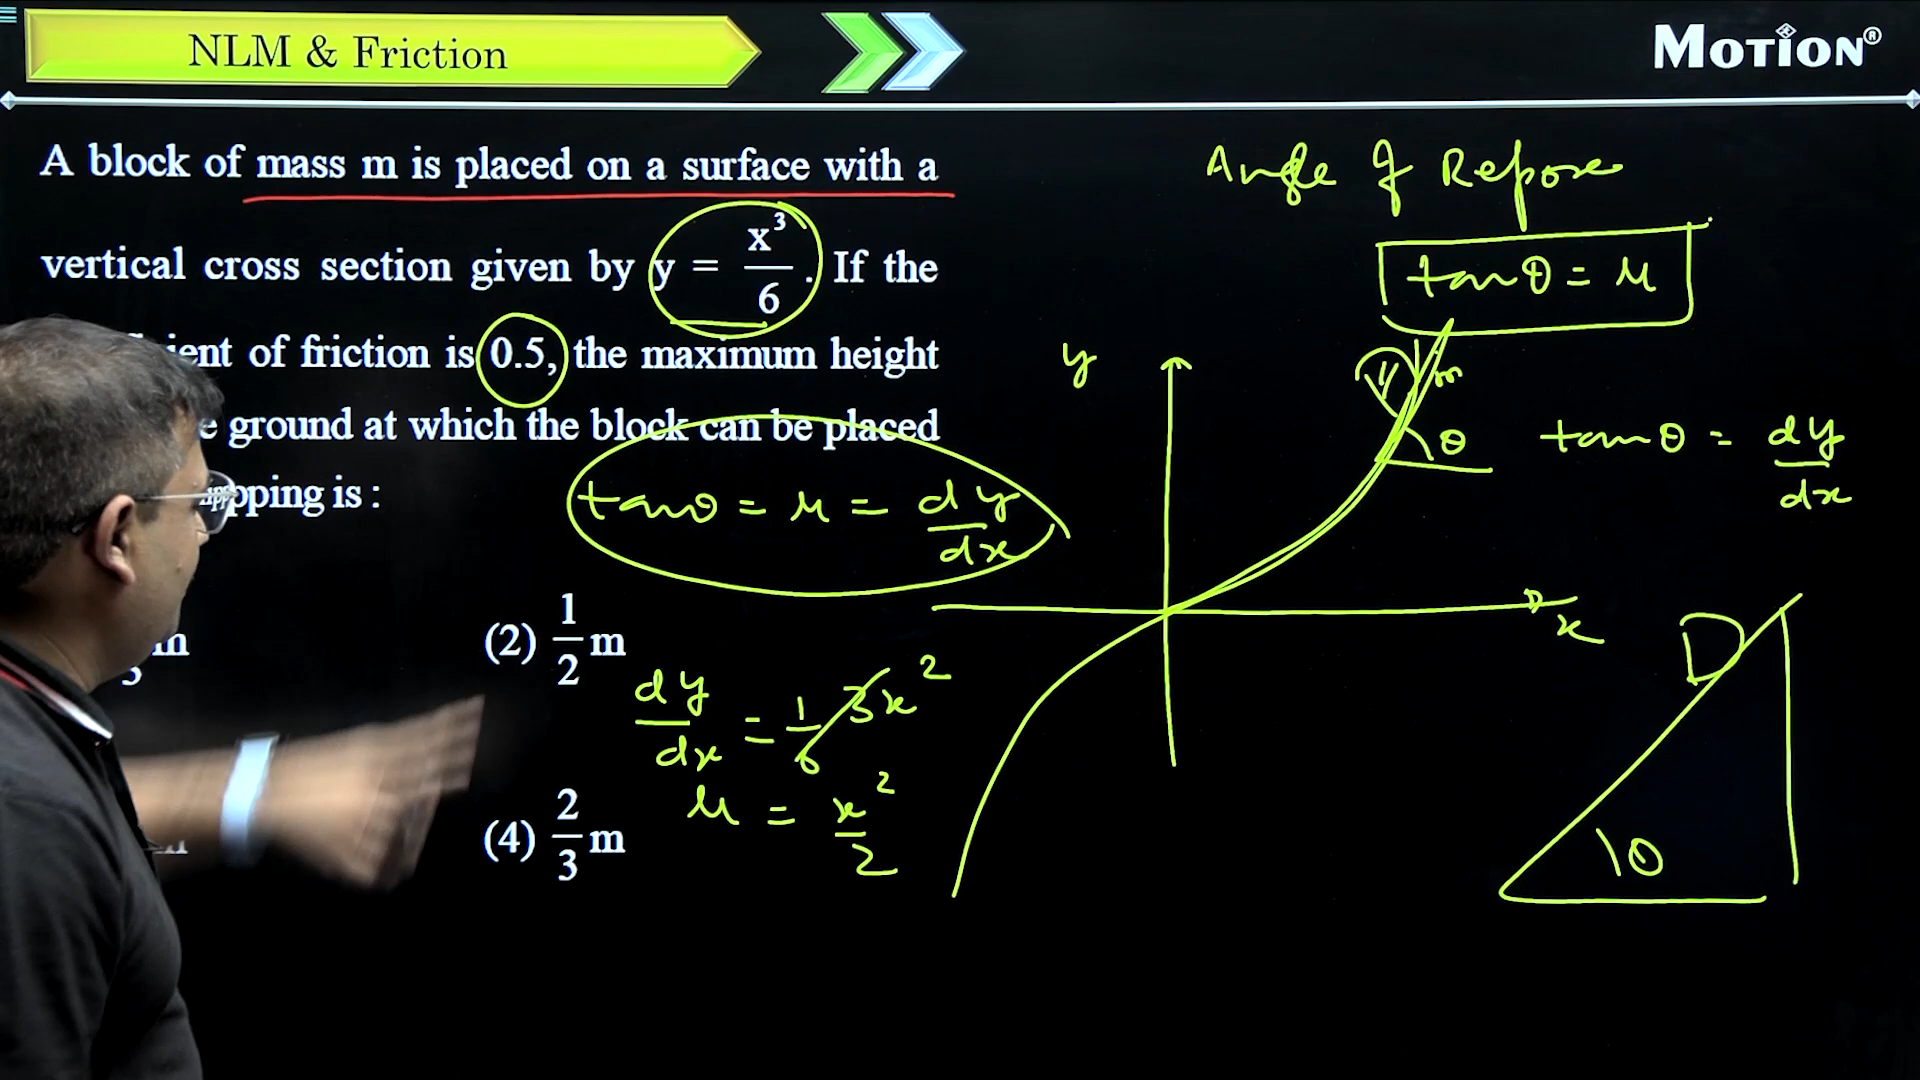 NLM & Friction
MOTION®
A block of mass m is placed on a surface with a
vertical cross section given by y = x³/6 . If the
ient of friction is 0.5, the maximum height
e ground at which the block can be placed
pping is :
m
(2) 1/2 m
(4) 2/3 m
tanθ = μ = dy/dx
dy/dx = 1/6 3x²
μ = x²/2
Angle of Repose
tanθ = μ
y
m
θ
tanθ = dy/dx
x
θ